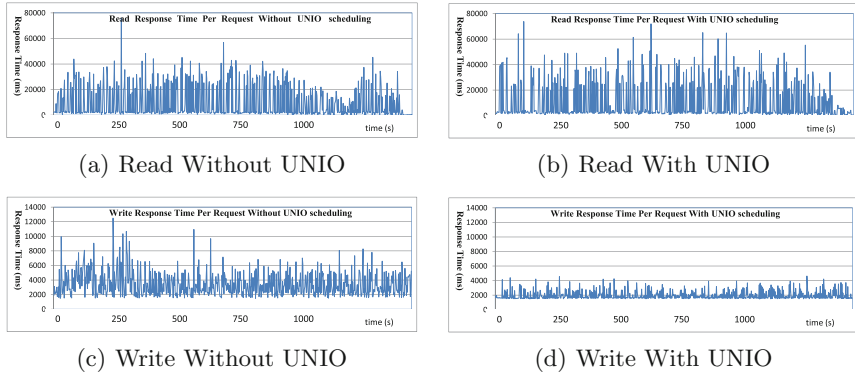 Read Response Time Per Request Without UNIO scheduling
Response Time (ms)
80000
60000
40000
20000
0
0 250 500 750 1000
time (s)
(a) Read Without UNIO
Read Response Time Per Request With UNIO scheduling
Response Time (ms)
80000
60000
40000
20000
0
0 250 500 750 1000
time (s)
(b) Read With UNIO
Write Response Time Per Request Without UNIO scheduling
Response Time (ms)
14000
12000
10000
8000
6000
4000
2000
0
0 250 500 750 1000
time (s)
(c) Write Without UNIO
Write Response Time Per Request With UNIO scheduling
Response Time (ms)
14000
12000
10000
8000
6000
4000
2000
0
0 250 500 750 1000
time (s)
(d) Write With UNIO